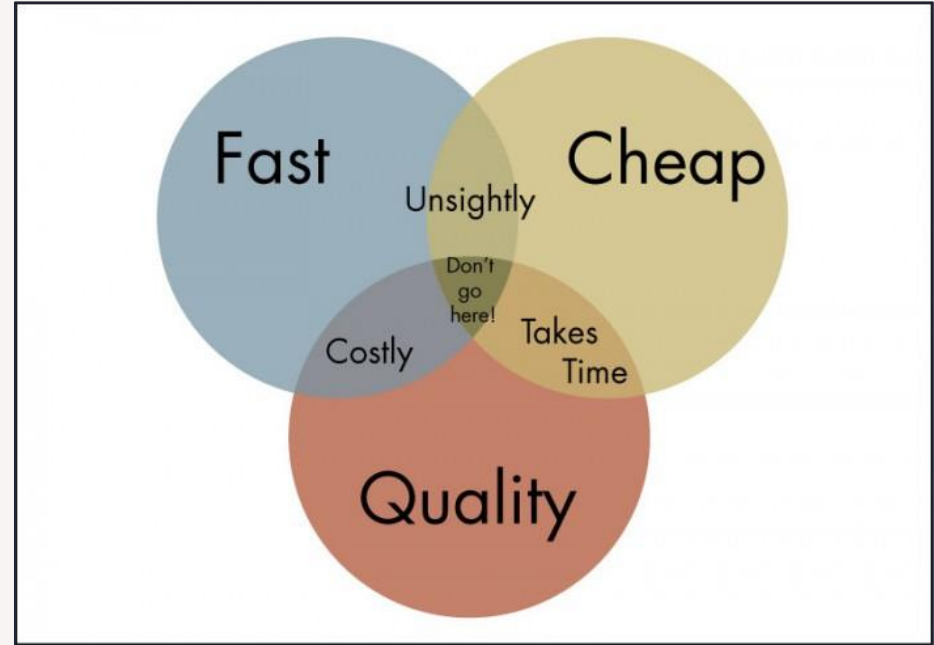 Fast
Cheap
Unsightly
Don't
go
here!
Costly
Takes
Time
Quality